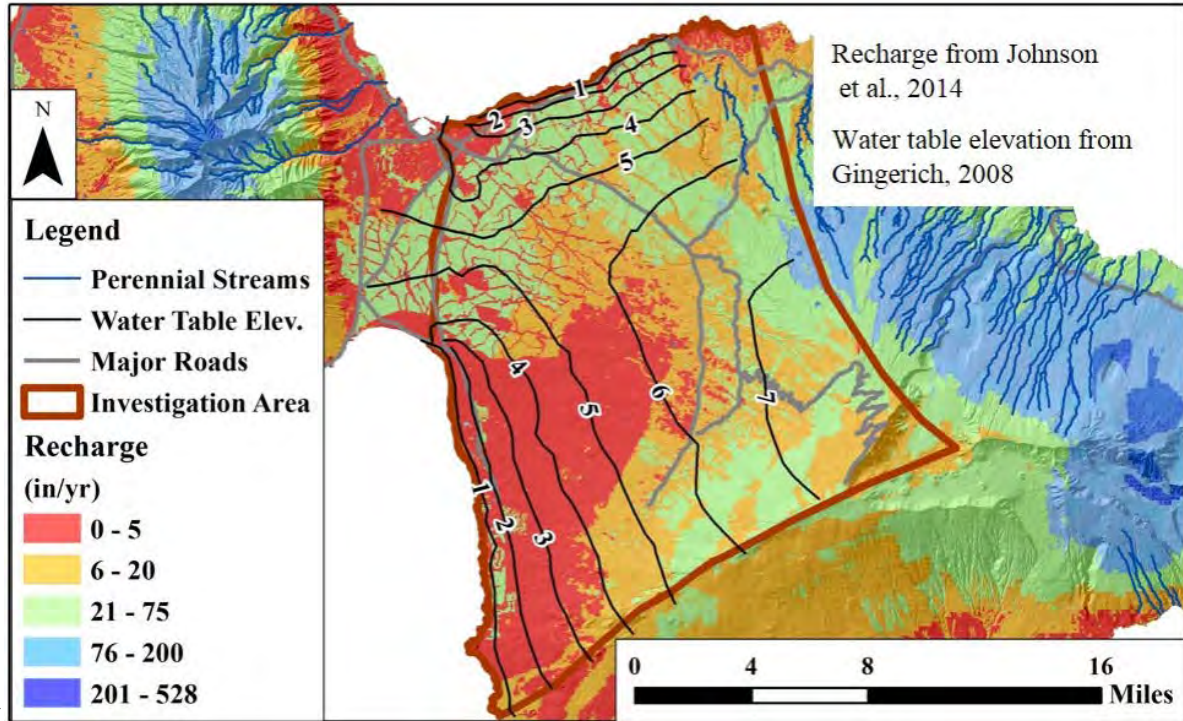 Recharge from Johnson
et al., 2014
Water table elevation from
Gingerich, 2008
N
Legend
Perennial Streams
Water Table Elev.
Major Roads
Investigation Area
Recharge
(in/yr)
0 - 5
6 - 20
21 - 75
76 - 200
201 - 528
1
2
3
4
5
4
5
6
7
1
2
3
0 4 8 16
Miles